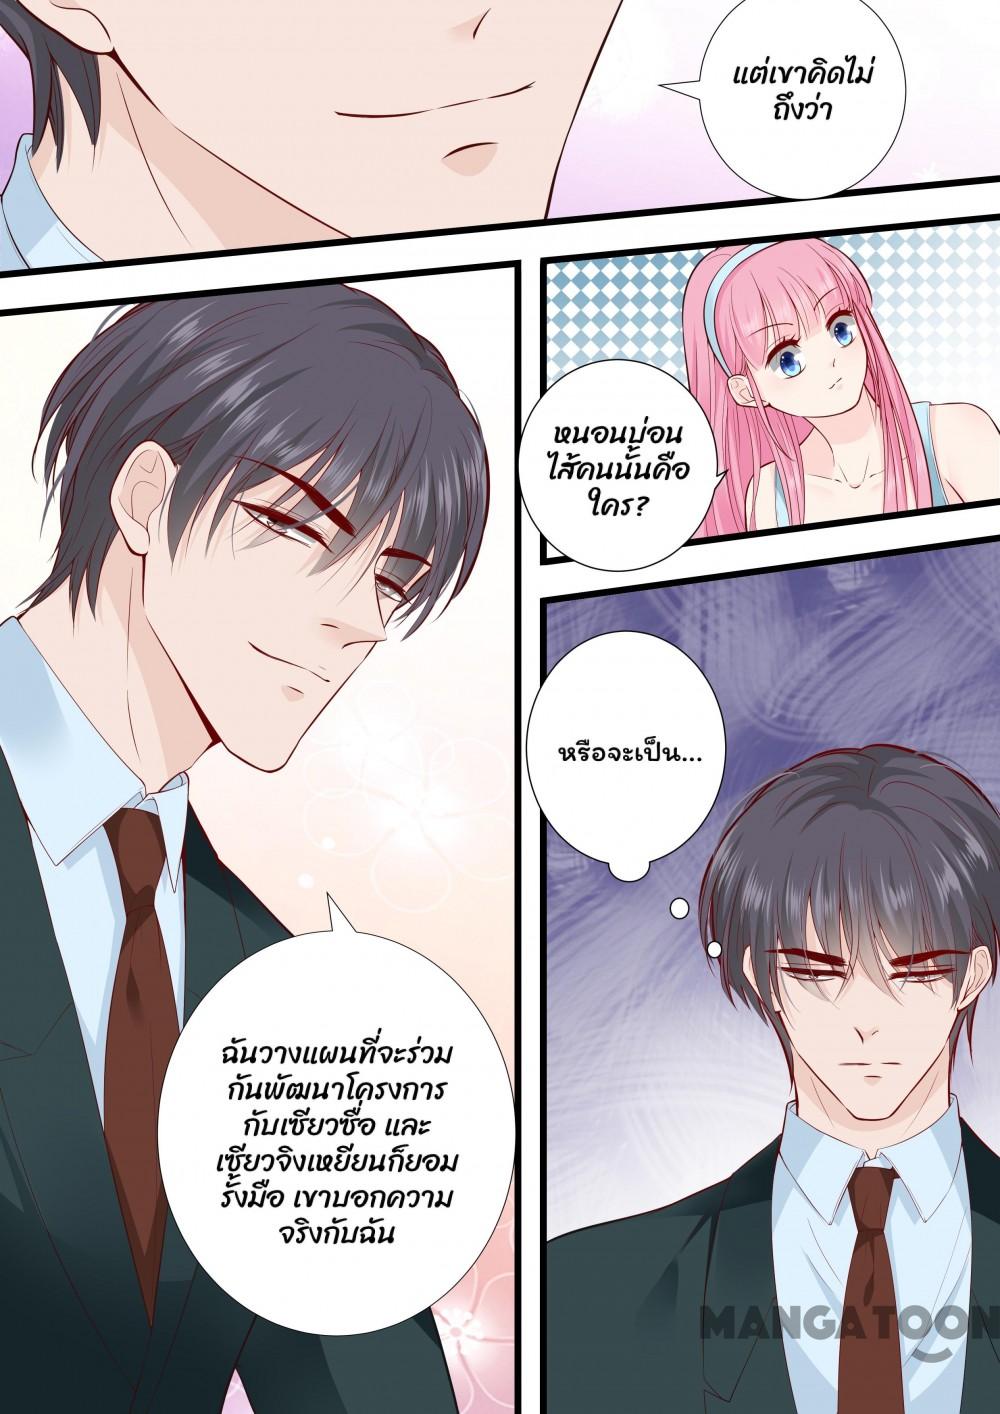 แต่เขาคิดไม่
ถึงว่า
หนอนบ่อน
ไส้คนนั้นคือ
ใคร?
หรือจะเป็น...
ฉันวางแผนที่จะร่วม
กันพัฒนาโครงการ
กับเซียวซื่อ และ
เซียวจิงเหยียนก็ยอม
รั้งมือ เขาบอกความ
จริงกับฉัน
MANGATOON